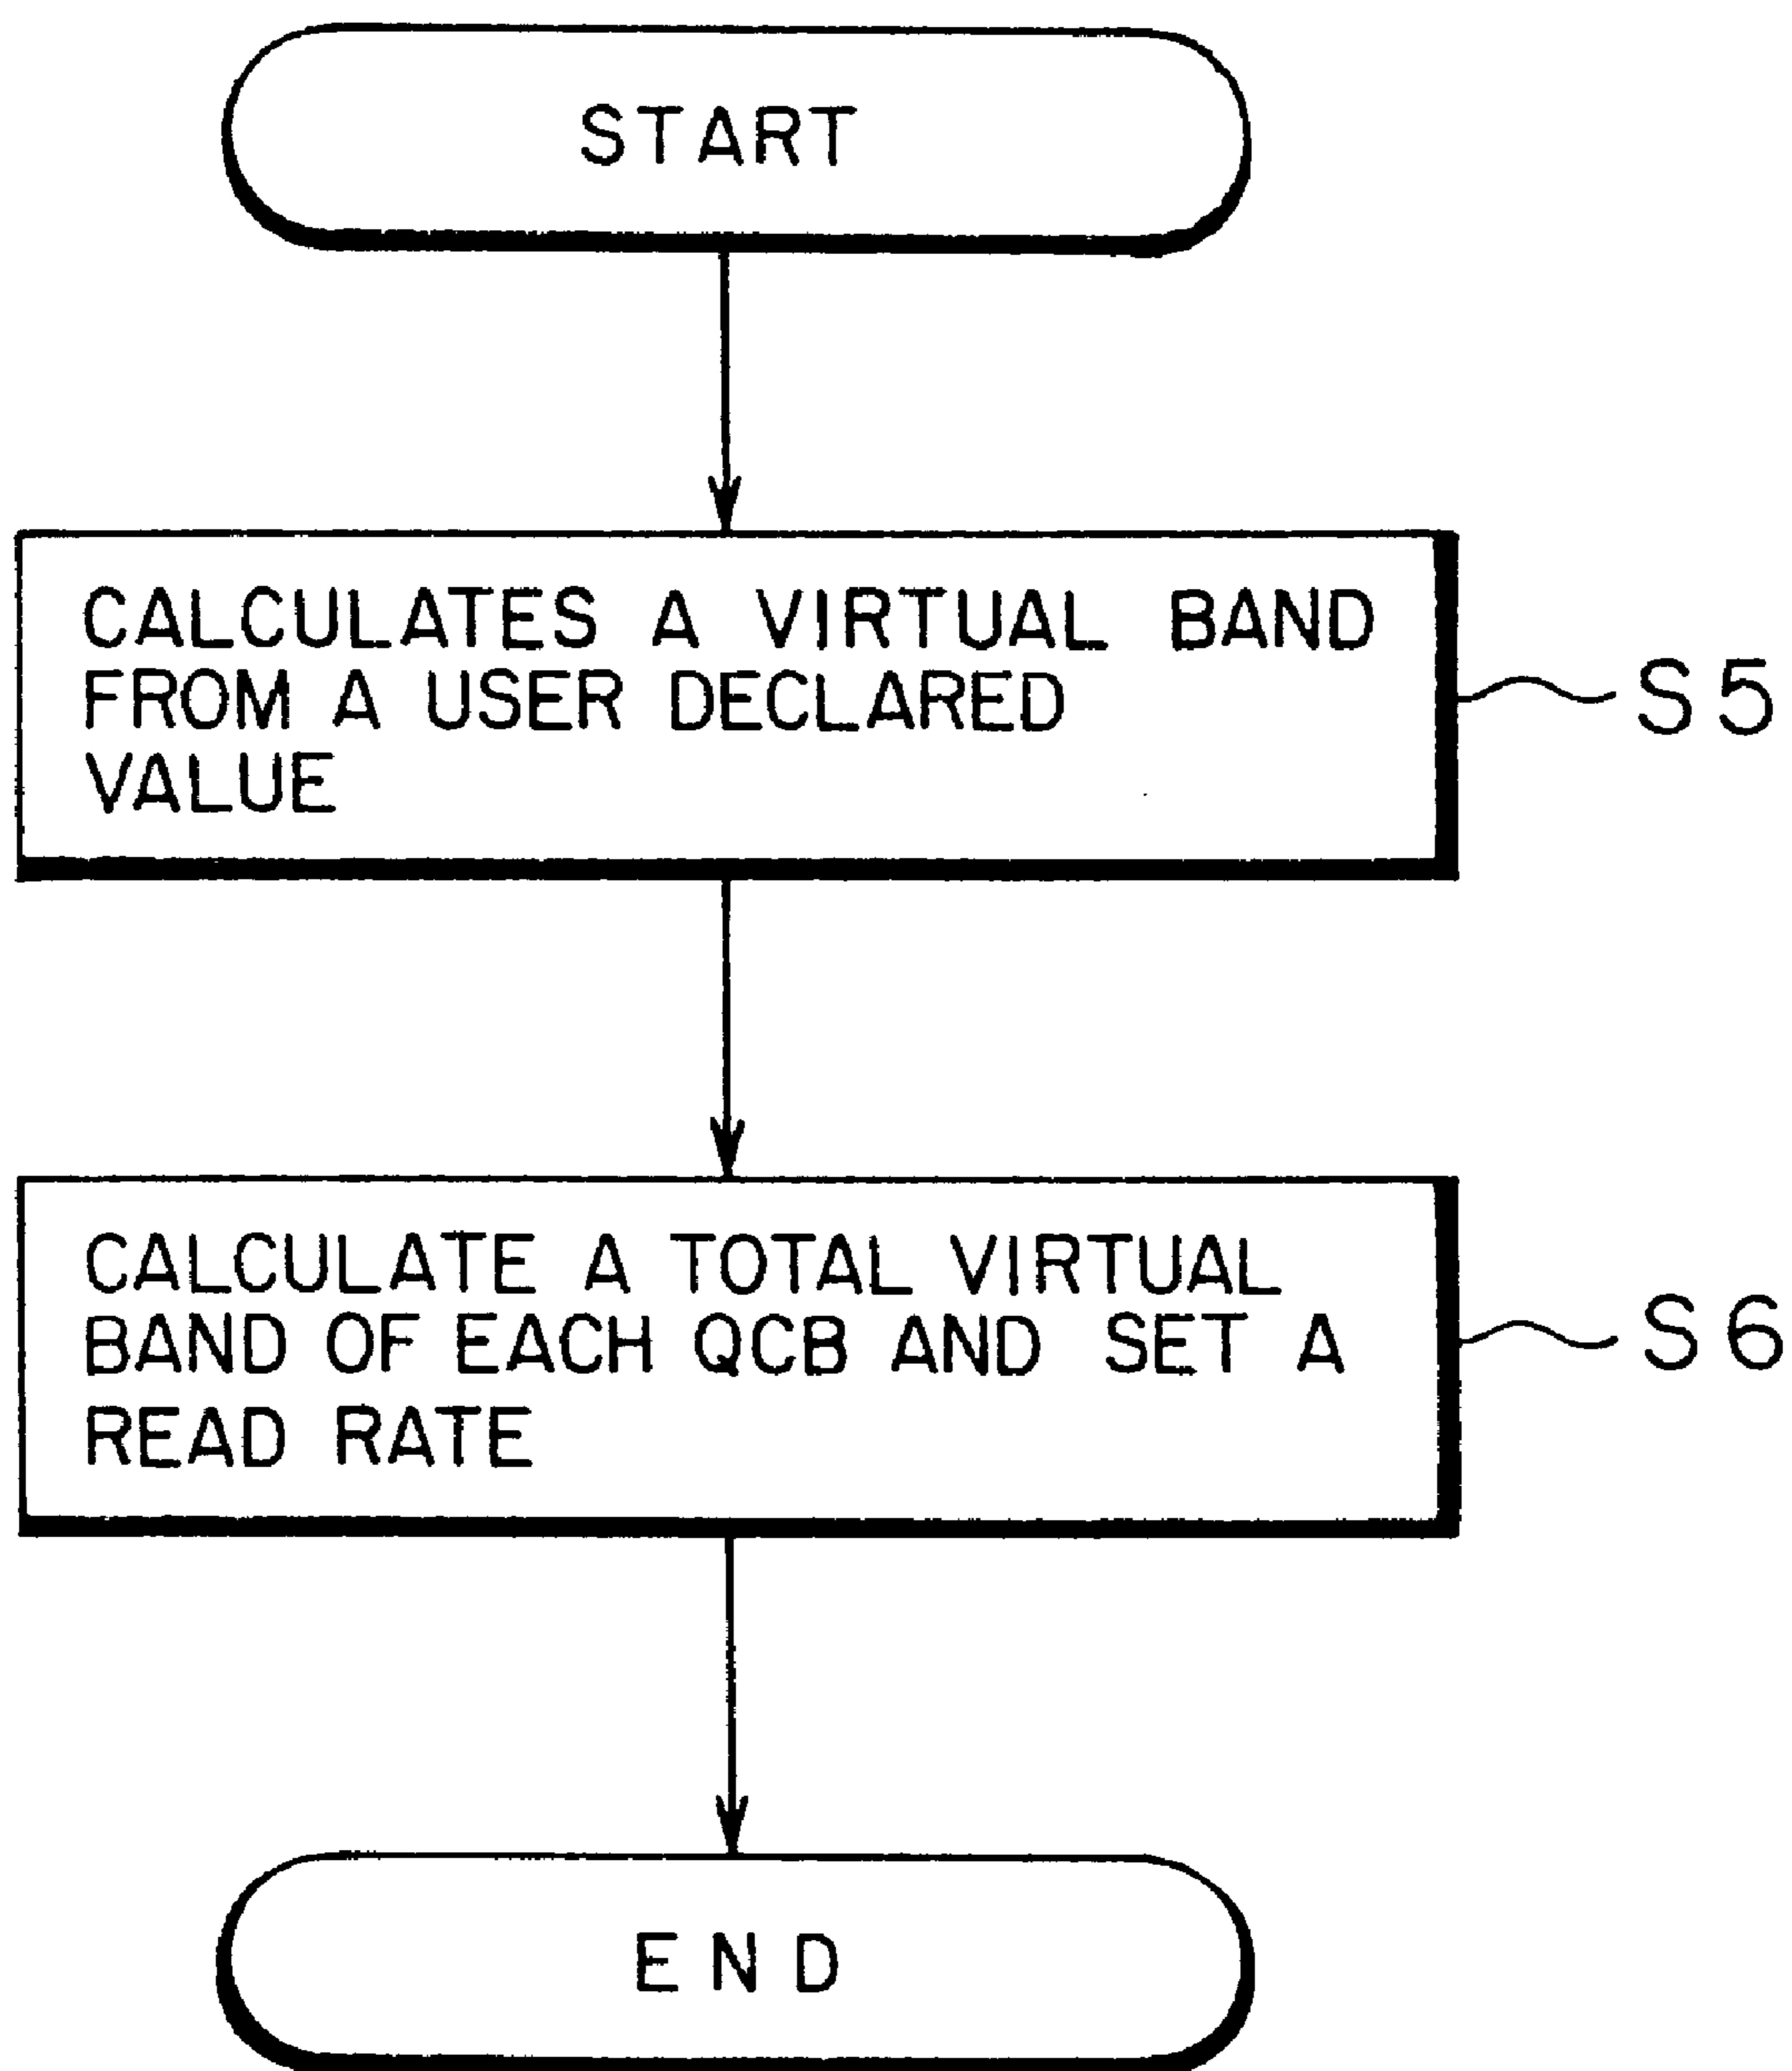 START
CALCULATES A VIRTUAL BAND
FROM A USER DECLARED
VALUE
S5
CALCULATE A TOTAL VIRTUAL
BAND OF EACH QCB AND SET A
READ RATE
S6
END